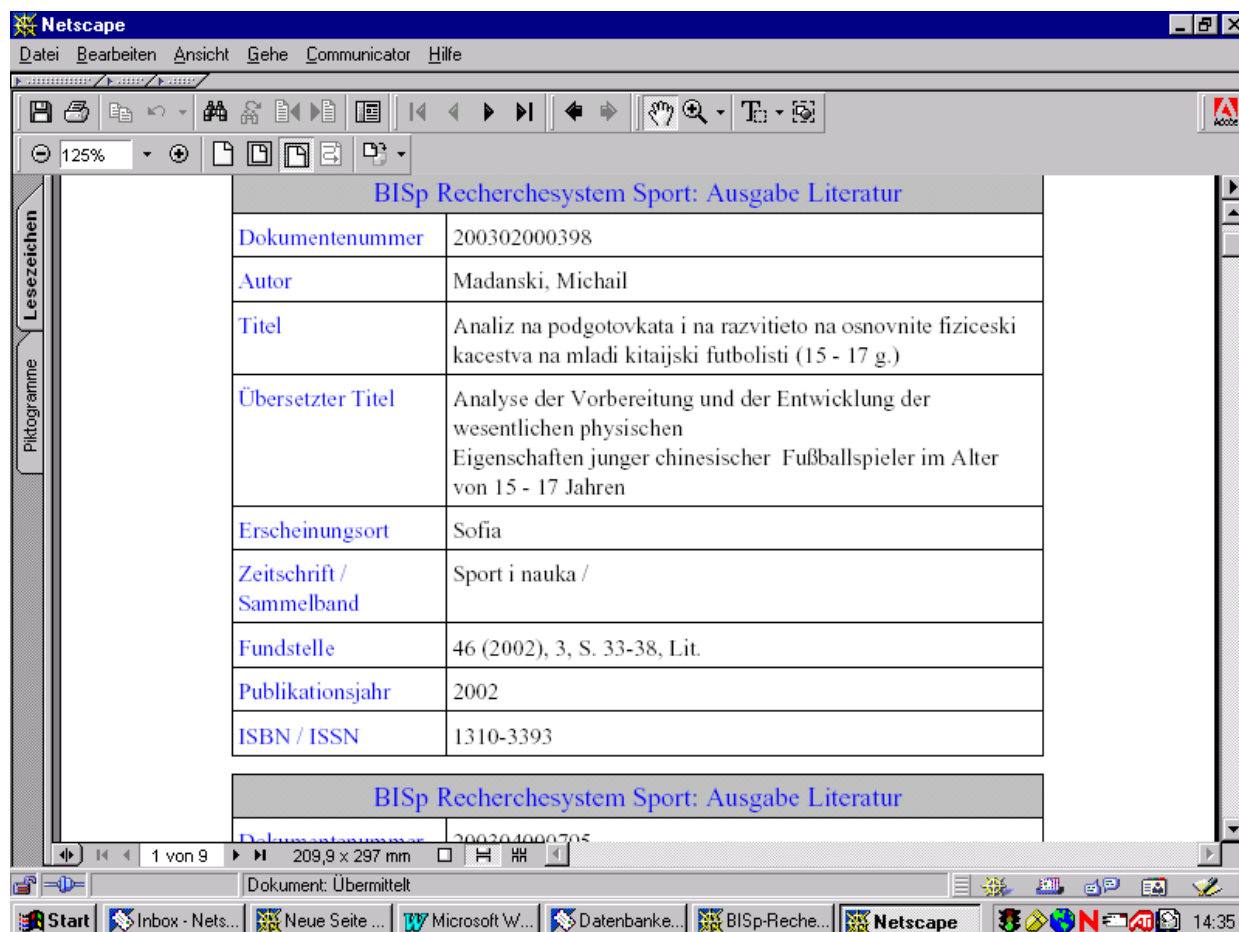 Netscape
Datei Bearbeiten Ansicht Gehe Communicator Hilfe
Adobe
125%
Lesezeichen
Piktogramme
BISp Recherchesystem Sport: Ausgabe Literatur
Dokumentenummer 200302000398
Autor Madanski, Michail
Titel Analiz na podgotovkata i na razvitieto na osnovnite fiziceski
kacestva na mladi kitaijski futbolisti (15 - 17 g.)
Übersetzter Titel Analyse der Vorbereitung und der Entwicklung der
wesentlichen physischen
Eigenschaften junger chinesischer Fußballspieler im Alter
von 15 - 17 Jahren
Erscheinungsort Sofia
Zeitschrift / Sport i nauka /
Sammelband
Fundstelle 46 (2002), 3, S. 33-38, Lit.
Publikationsjahr 2002
ISBN / ISSN 1310-3393
BISp Recherchesystem Sport: Ausgabe Literatur
Dokumentenummer 200304000705
1 von 9 209,9 x 297 mm
Dokument: Übermittelt
Start Inbox - Nets... Neue Seite ... Microsoft W... Datenbanke... BISp-Reche... Netscape 14:35